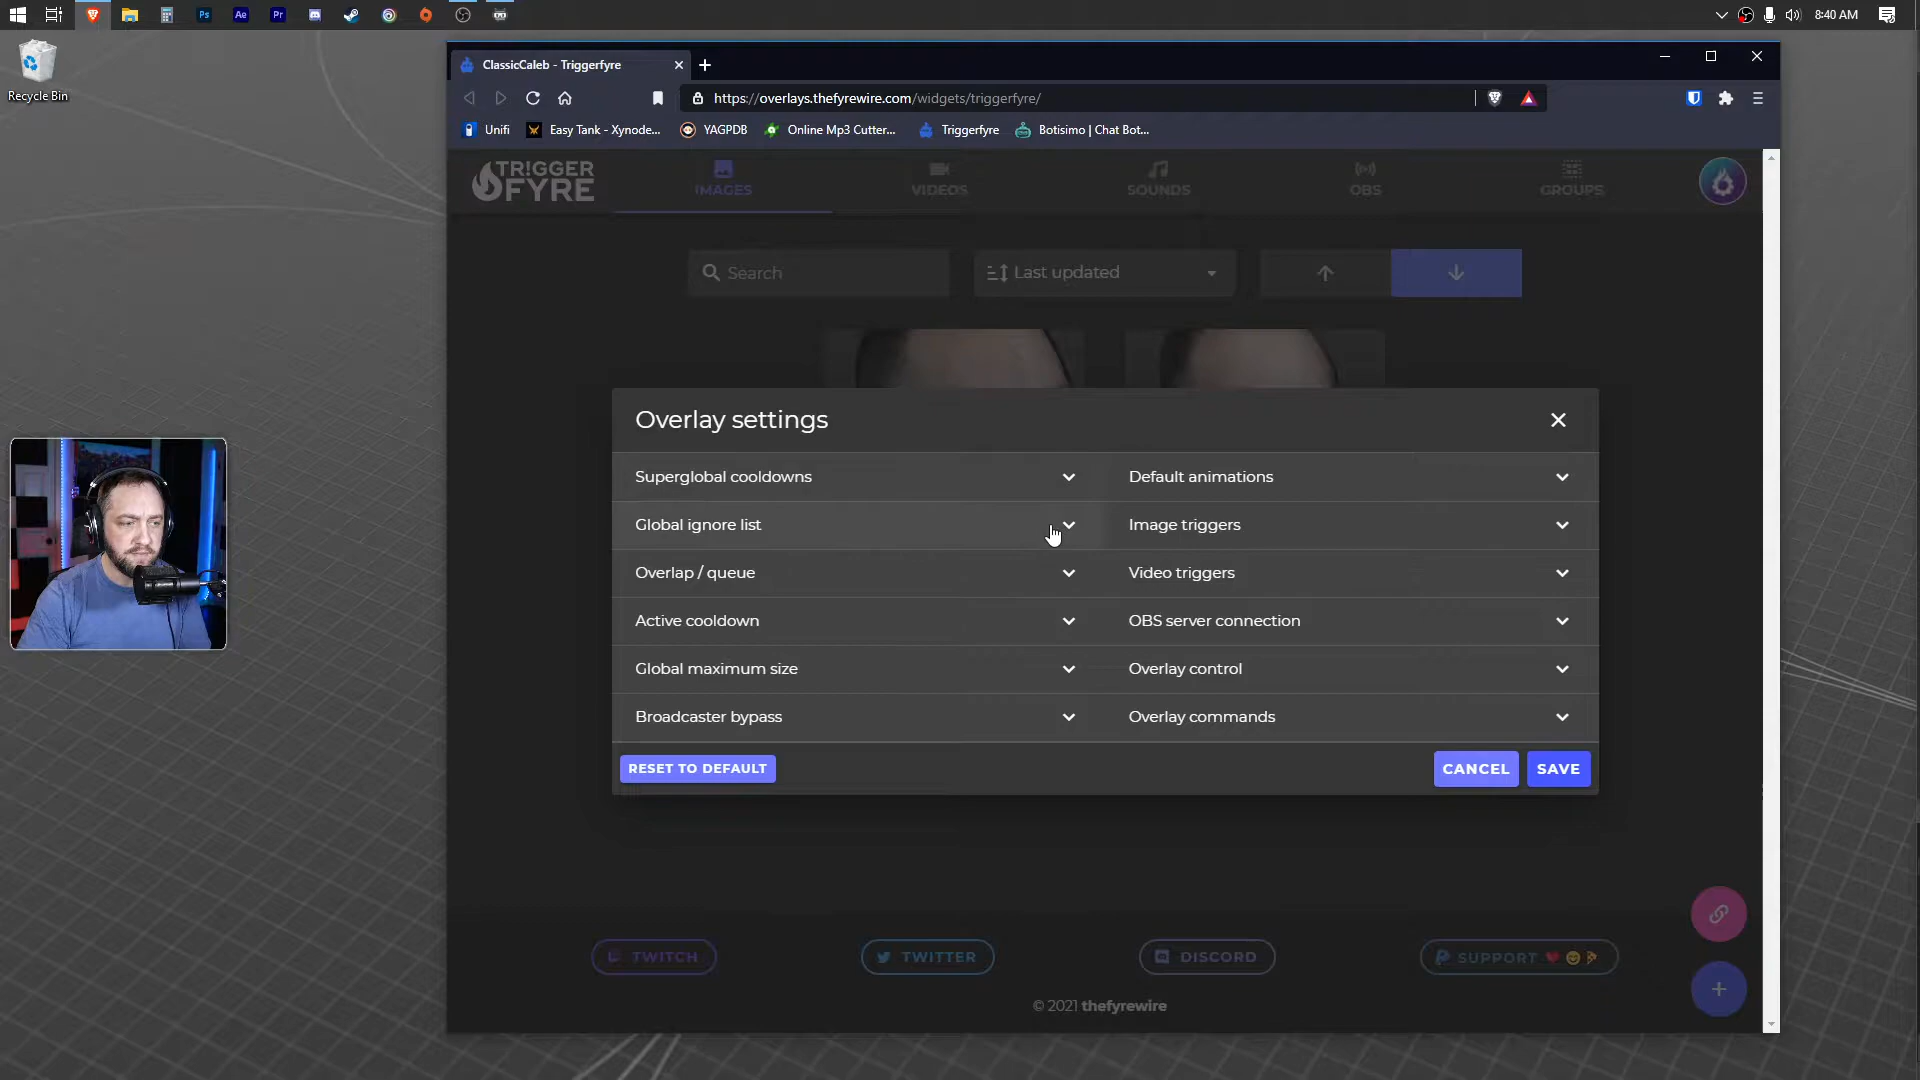 8:40 AM
Recycle Bin
ClassicCaleb - Triggerfyre
https://overlays.thefyrewire.com/widgets/triggerfyre/
Unifi
Easy Tank - Xynode...
YAGPDB
Online Mp3 Cutter...
Triggerfyre
Botisimo | Chat Bot...
TR!GGER
FYRE
IMAGES
VIDEOS
SOUNDS
OBS
GROUPS
Search
Last updated
Overlay settings
Superglobal cooldowns
Default animations
Global ignore list
Image triggers
Overlap / queue
Video triggers
Active cooldown
OBS server connection
Global maximum size
Overlay control
Broadcaster bypass
Overlay commands
RESET TO DEFAULT
CANCEL
SAVE
TWITCH
TWITTER
DISCORD
SUPPORT
© 2021 thefyrewire